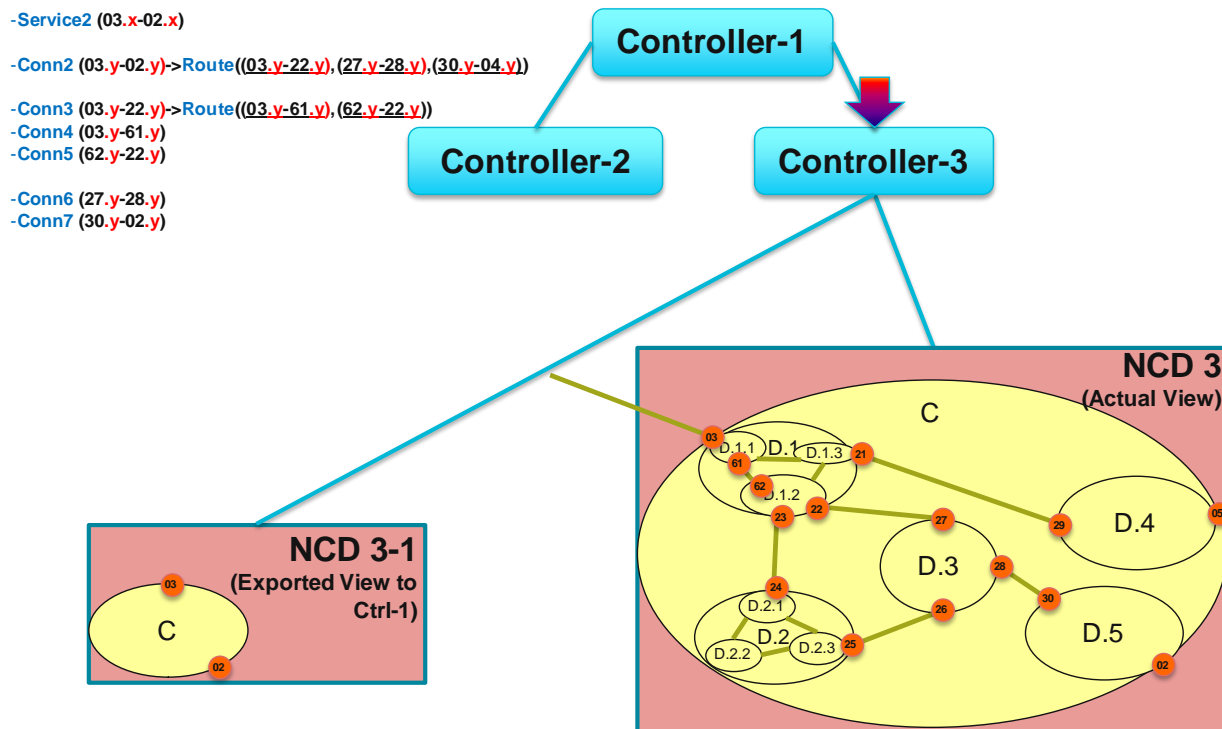 -Service2 (03.x-02.x)
-Conn2 (03.y-02.y)->Route((03.y-22.y),(27.y-28.y),(30.y-04.y))
-Conn3 (03.y-22.y)->Route((03.y-61.y),(62.y-22.y))
-Conn4 (03.y-61.y)
-Conn5 (62.y-22.y)
-Conn6 (27.y-28.y)
-Conn7 (30.y-02.y)
Controller-1
Controller-2
Controller-3
NCD 3
(Actual View)
C
03
D.1.1
D.1
D.1.3
21
61
62
D.1.2
22
23
27
29
D.4
05
D.3
28
24
30
26
D.2.1
D.2
D.2.2
D.2.3
25
D.5
02
NCD 3-1
(Exported View to
Ctrl-1)
03
C
02